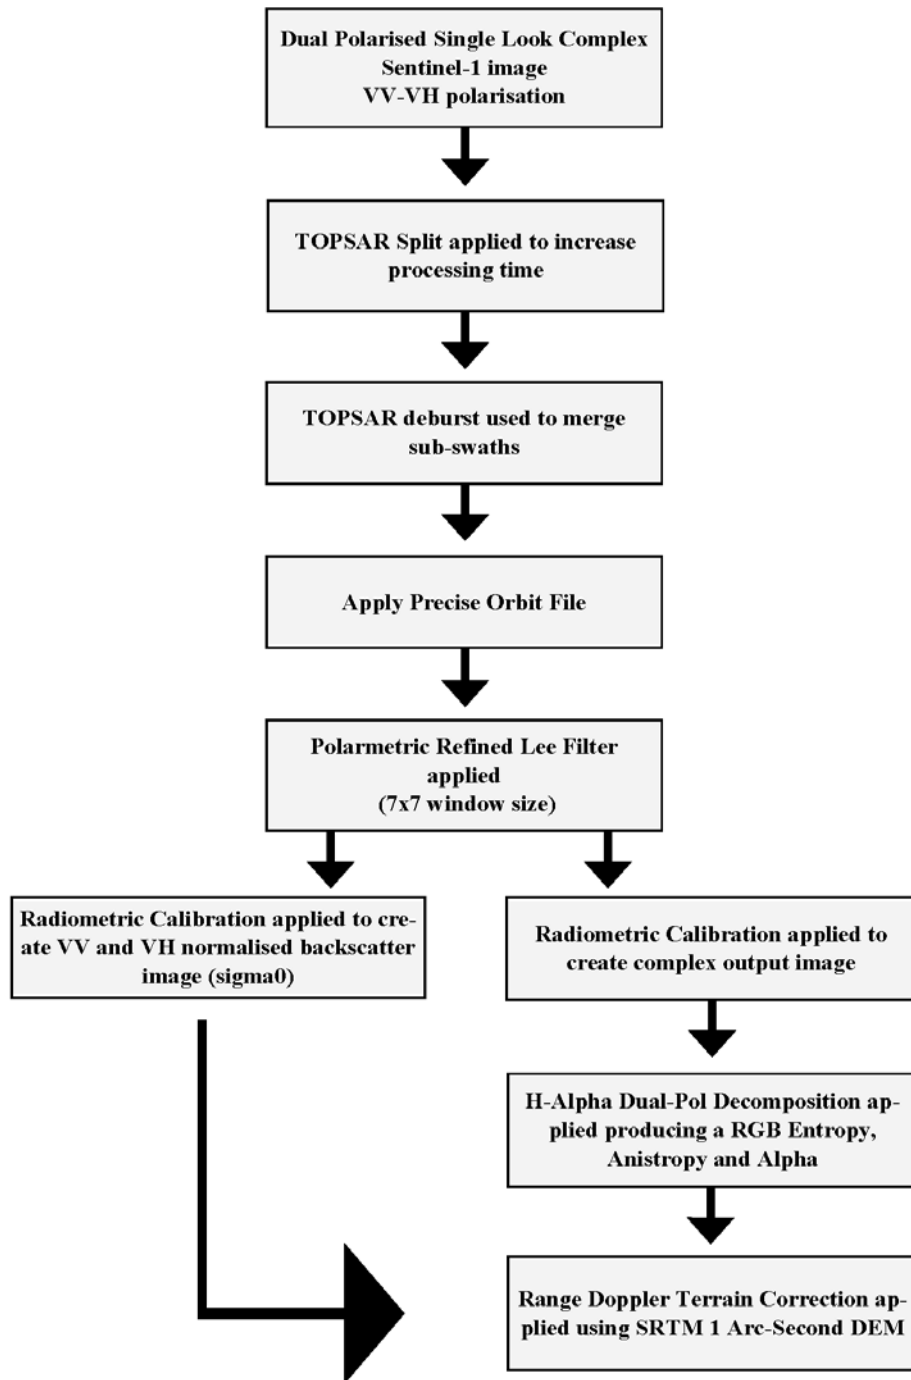 Dual Polarised Single Look Complex
Sentinel-1 image
VV-VH polarisation
TOPSAR Split applied to increase
processing time
TOPSAR deburst used to merge
sub-swaths
Apply Precise Orbit File
Polarmetric Refined Lee Filter
applied
(7x7 window size)
Radiometric Calibration applied to cre-
ate VV and VH normalised backscatter
image (sigma0)
Radiometric Calibration applied to
create complex output image
H-Alpha Dual-Pol Decomposition ap-
plied producing a RGB Entropy,
Anistropy and Alpha
Range Doppler Terrain Correction ap-
plied using SRTM 1 Arc-Second DEM